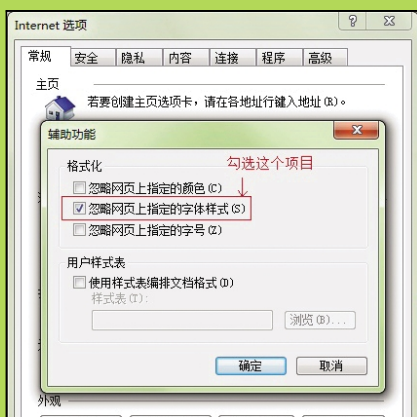 Internet 选项
常规 安全 隐私 内容 连接 程序 高级
主页
若要创建主页选项卡，请在各地址行键入地址(R)。
辅助功能
格式化
勾选这个项目
忽略网页上指定的颜色(C)
忽略网页上指定的字体样式(S)
忽略网页上指定的字号(Z)
用户样式表
使用样式表编排文档格式(D)
样式表(T):
浏览(B)...
确定 取消
外观